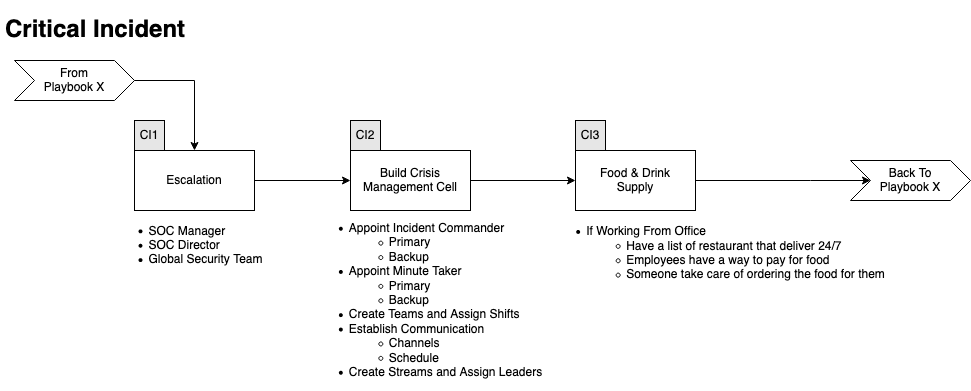 Critical Incident
From
Playbook X
CI1
Escalation
• SOC Manager
• SOC Director
• Global Security Team
CI2
Build Crisis
Management Cell
• Appoint Incident Commander
○ Primary
○ Backup
• Appoint Minute Taker
○ Primary
○ Backup
• Create Teams and Assign Shifts
• Establish Communication
○ Channels
○ Schedule
• Create Streams and Assign Leaders
CI3
Food & Drink
Supply
• If Working From Office
○ Have a list of restaurant that deliver 24/7
○ Employees have a way to pay for food
○ Someone take care of ordering the food for them
Back To
Playbook X